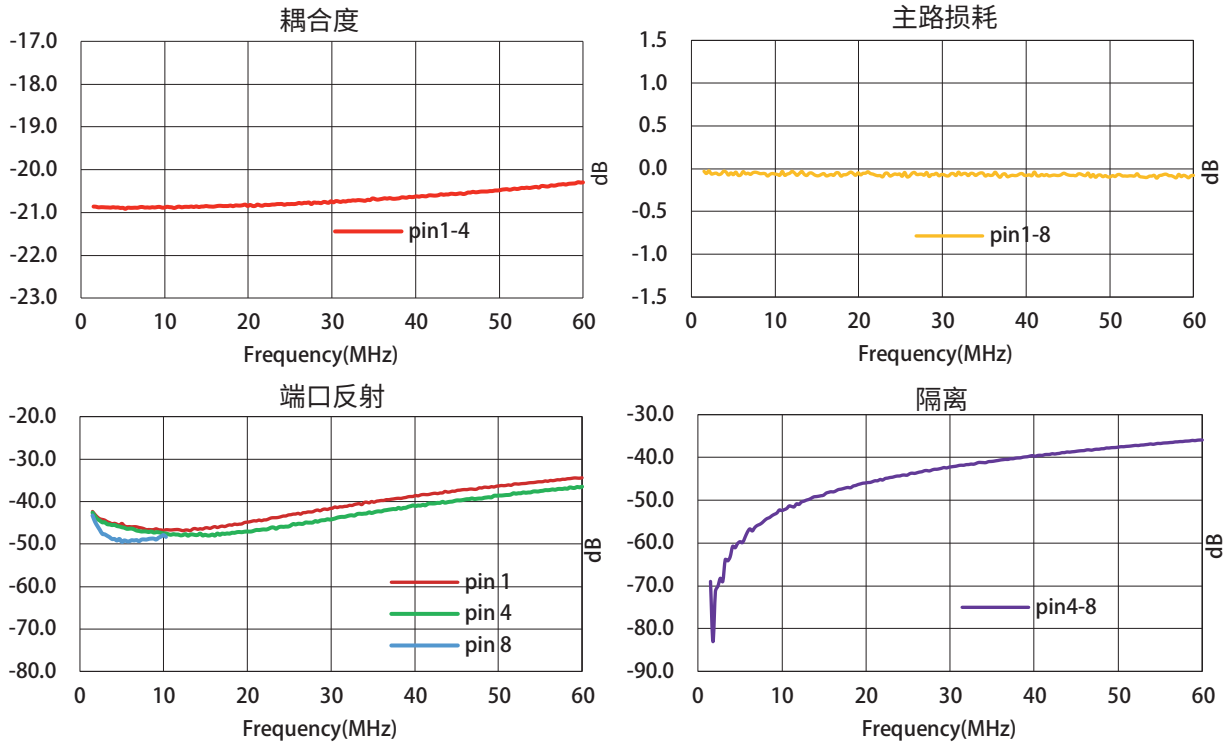 耦合度
-17.0
-18.0
-19.0
-20.0
-21.0
-22.0
-23.0
dB
pin1-4
0 10 20 30 40 50 60
Frequency(MHz)
主路损耗
1.5
1.0
0.5
0.0
-0.5
-1.0
-1.5
dB
pin1-8
0 10 20 30 40 50 60
Frequency(MHz)
端口反射
-20.0
-30.0
-40.0
-50.0
-60.0
-70.0
-80.0
dB
pin 1
pin 4
pin 8
0 10 20 30 40 50 60
Frequency(MHz)
隔离
-30.0
-40.0
-50.0
-60.0
-70.0
-80.0
-90.0
dB
pin4-8
0 10 20 30 40 50 60
Frequency(MHz)